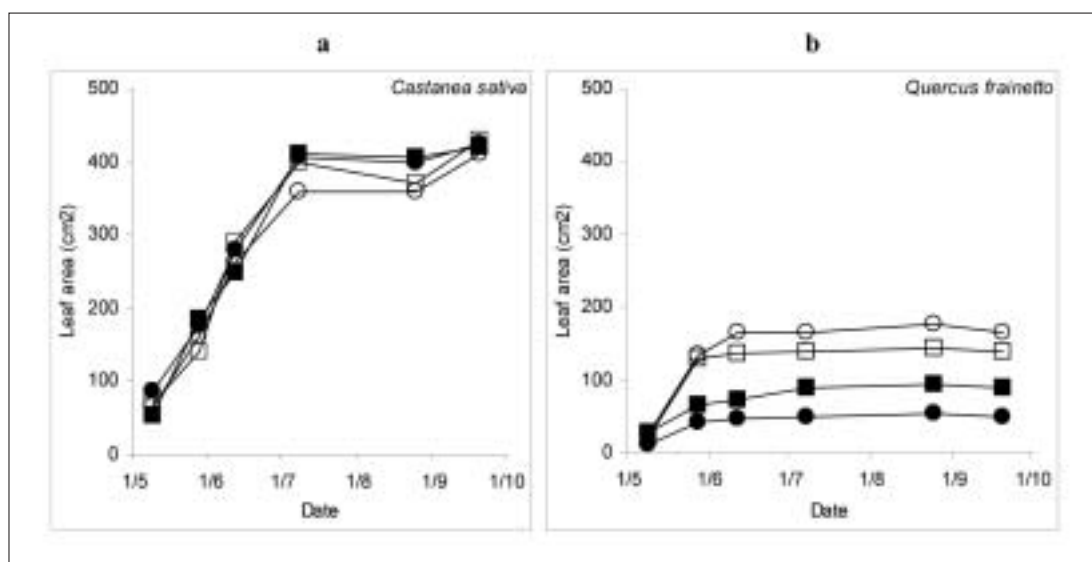 a
500
Castanea sativa
400
300
200
100
0
Leaf area (cm2)
1/5 1/6 1/7 1/8 1/9 1/10
Date
b
500
Quercus frainetto
400
300
200
100
0
Leaf area (cm2)
1/5 1/6 1/7 1/8 1/9 1/10
Date